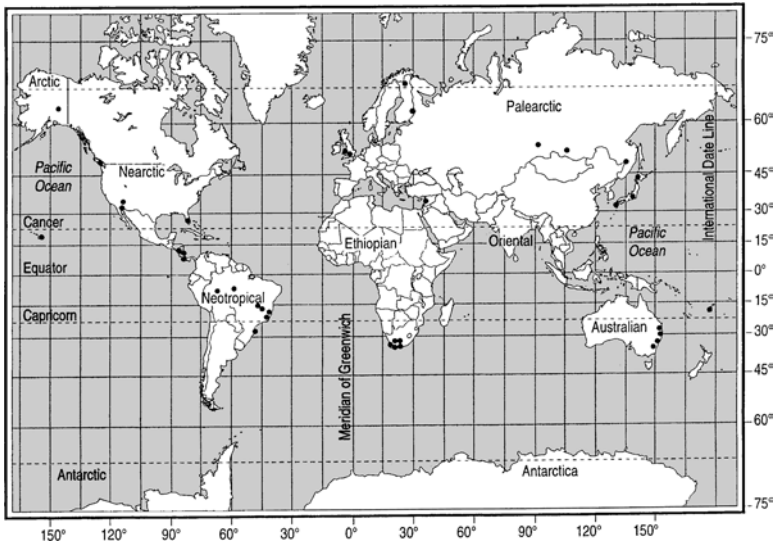 Arctic
Palearctic
Pacific
Ocean
Nearctic
International Date Line
Cancer
Ethiopian
Oriental
Pacific
Ocean
Equator
Neotropical
Capricorn
Australian
Meridian of Greenwich
Antarctic
Antarctica
75°
60°
45°
30°
15°
0°
15°
30°
45°
60°
75°
150° 120° 90° 60° 30° 0° 30° 60° 90° 120° 150°